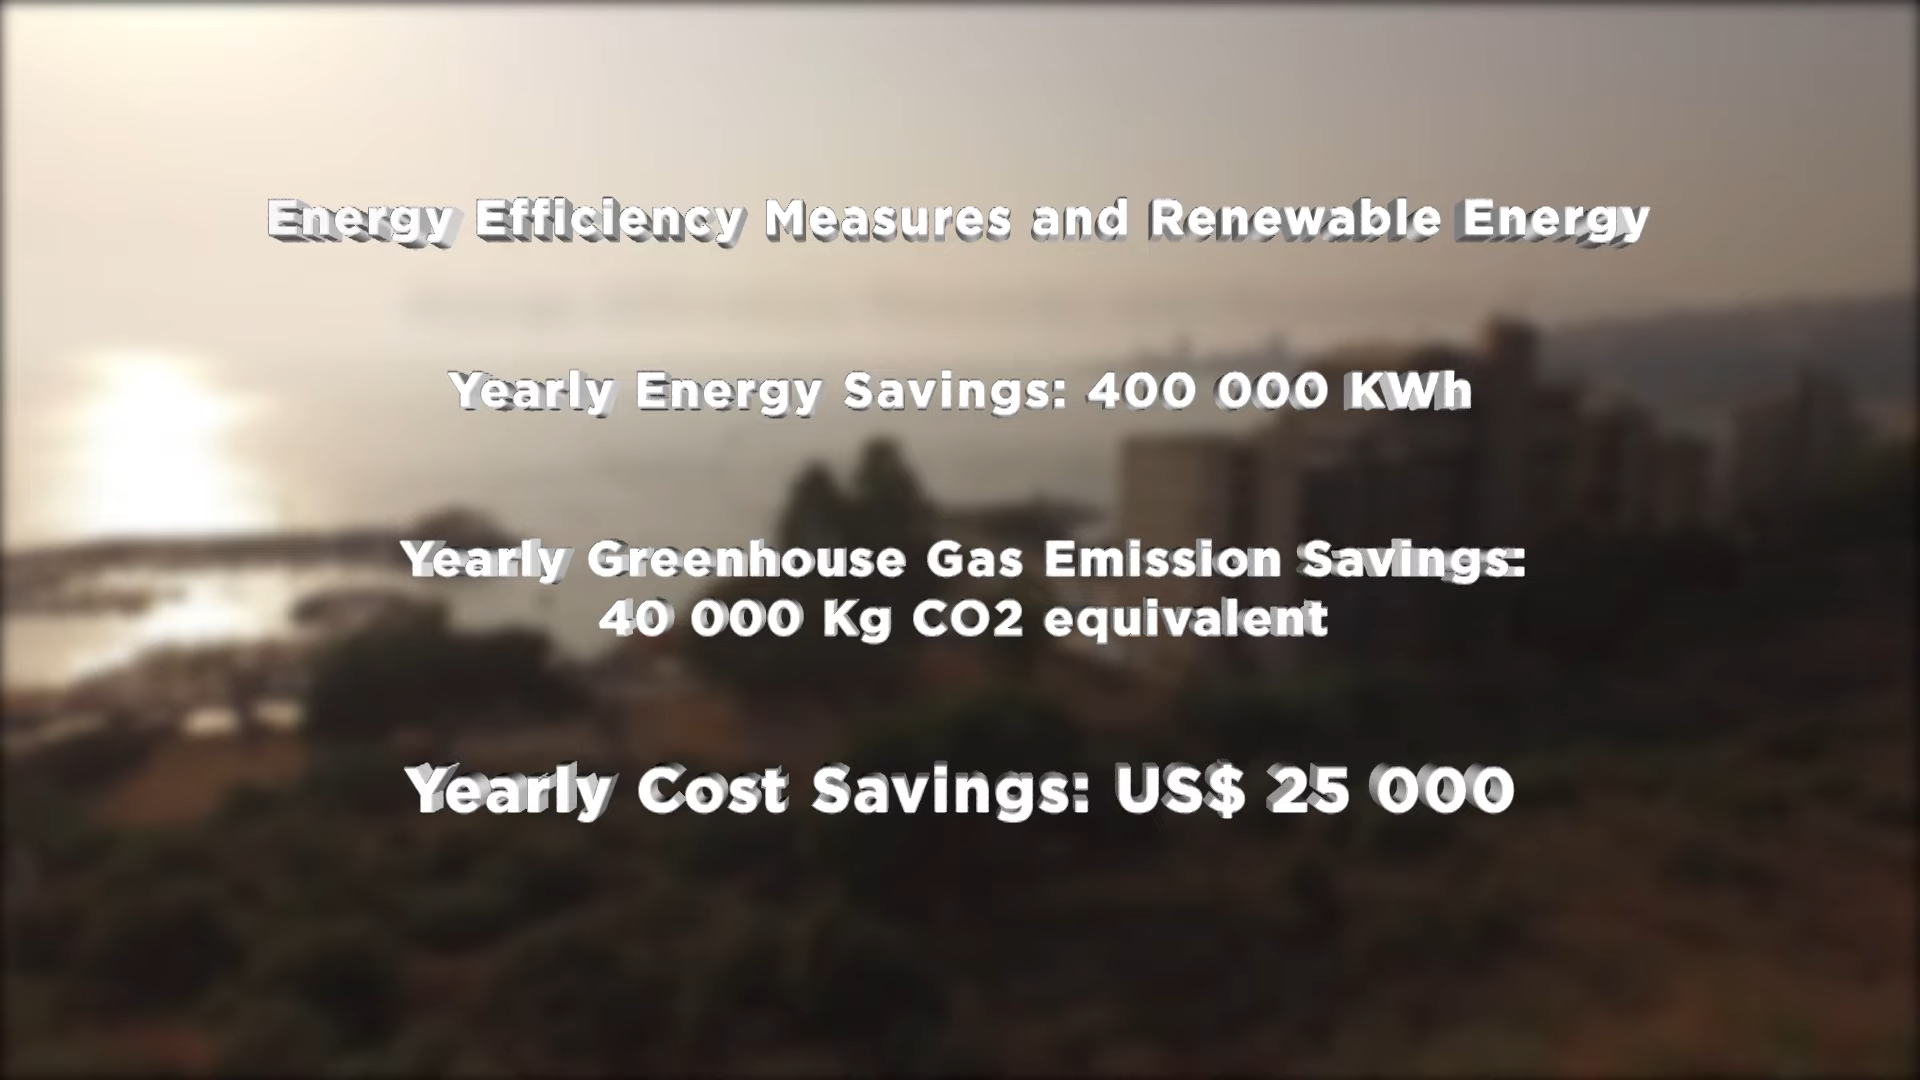 Energy Efficiency Measures and Renewable Energy
Yearly Energy Savings: 400 000 KWh
Yearly Greenhouse Gas Emission Savings:
40 000 Kg CO2 equivalent
Yearly Cost Savings: US$ 25 000